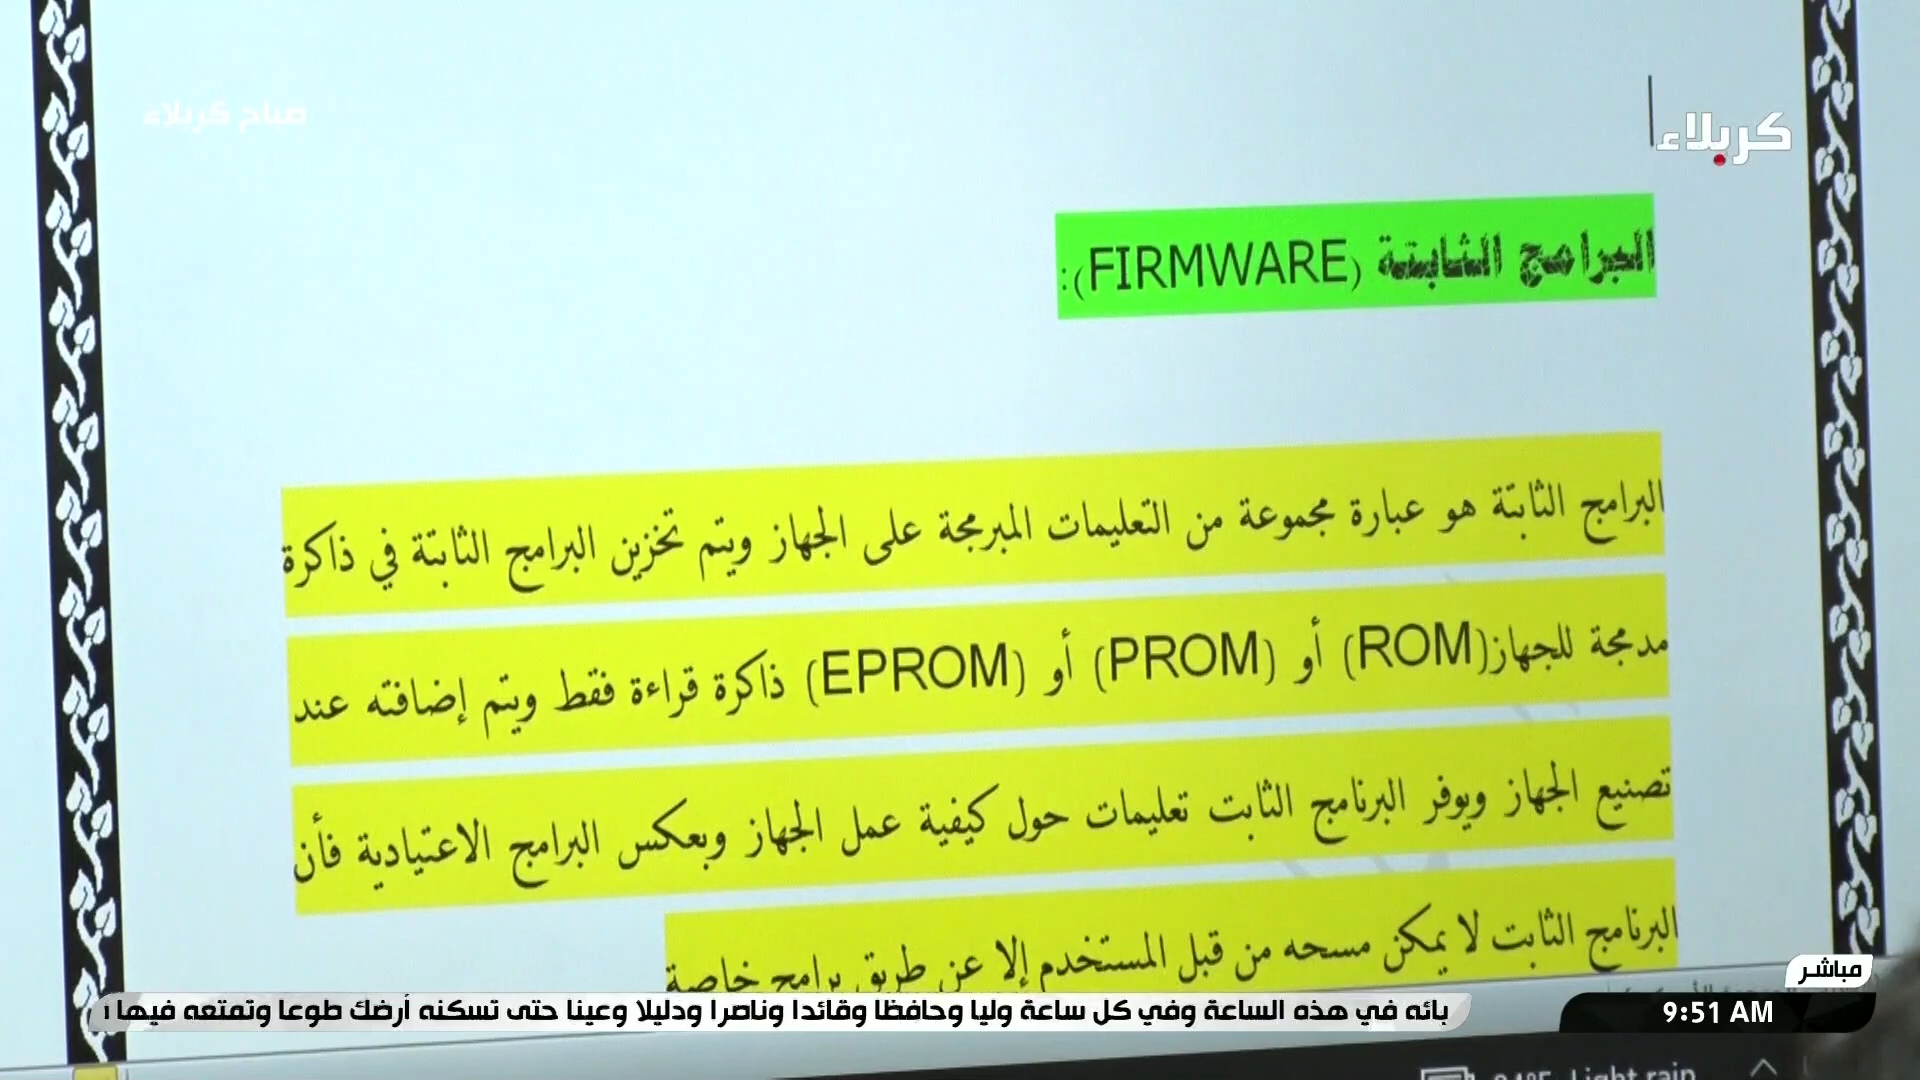 صباح كربلاء
كربلاء
البرامج الثابتة (FIRMWARE):
البرامج الثابتة هو عبارة مجموعة من التعليمات المبرمجة على الجهاز ويتم تخزين البرامج الثابتة في ذاكرة
مدمجة للجهاز(ROM) أو (PROM) أو (EPROM) ذاكرة قراءة فقط ويتم إضافته عند
تصنيع الجهاز ويوفر البرنامج الثابت تعليمات حول كيفية عمل الجهاز وبعكس البرامج الاعتيادية فأن
البرنامج الثابت لا يمكن مسحه من قبل المستخدم إلا عن طريق برامج خاصة
مباشر
بائه في هذه الساعة وفي كل ساعة وليا وحافظا وقائدا وناصرا ودليلا وعينا حتى تسكنه أرضك طوعا وتمتعه فيها
9:51 AM
Light rain